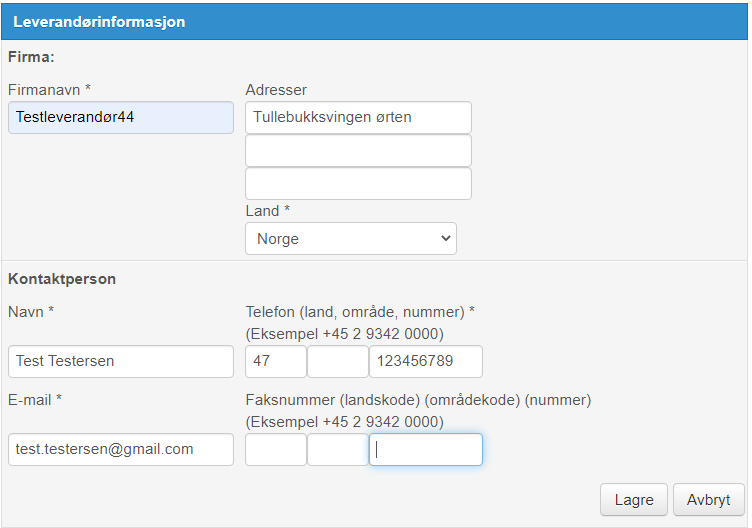 Leverandørinformasjon
Firma:
Firmanavn * Adresser
Testleverandør44 Tullebukksvingen ørten
Land *
Norge
Kontaktperson
Navn * Telefon (land, område, nummer) *
(Eksempel +45 2 9342 0000)
Test Testersen 47 123456789
E-mail * Faksnummer (landskode) (områdekode) (nummer)
(Eksempel +45 2 9342 0000)
test.testersen@gmail.com
Lagre Avbryt